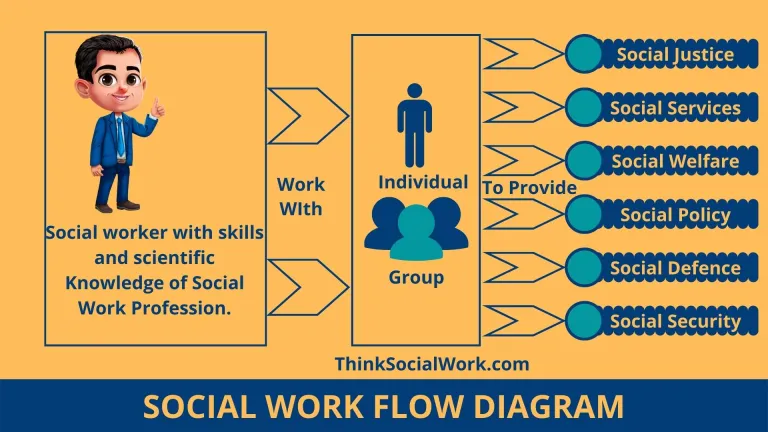 Social worker with skills
and scientific
Knowledge of Social
Work Profession.
Work
WIth
Individual
Group
To Provide
Social Justice
Social Services
Social Welfare
Social Policy
Social Defence
Social Security
ThinkSocialWork.com
SOCIAL WORK FLOW DIAGRAM